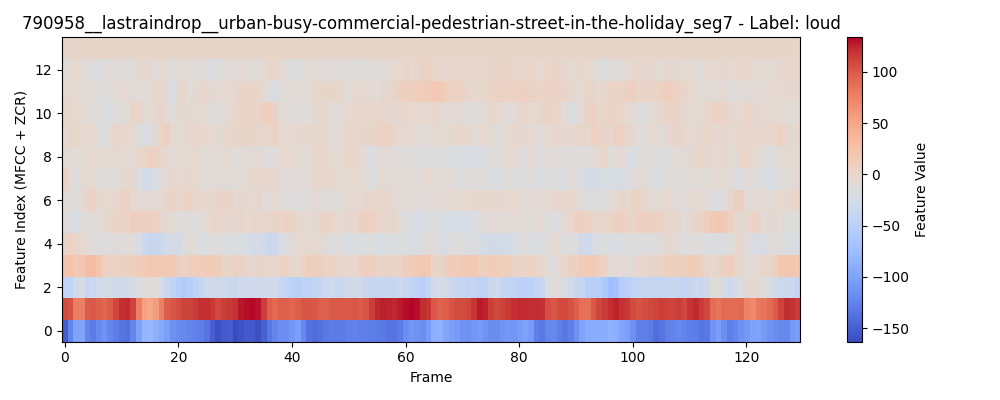 790958__lastraindrop__urban-busy-commercial-pedestrian-street-in-the-holiday_seg7 - Label: loud
12
10
8
6
4
2
0
Feature Index (MFCC + ZCR)
0 20 40 60 80 100 120
Frame
100
50
0
−50
−100
−150
Feature Value